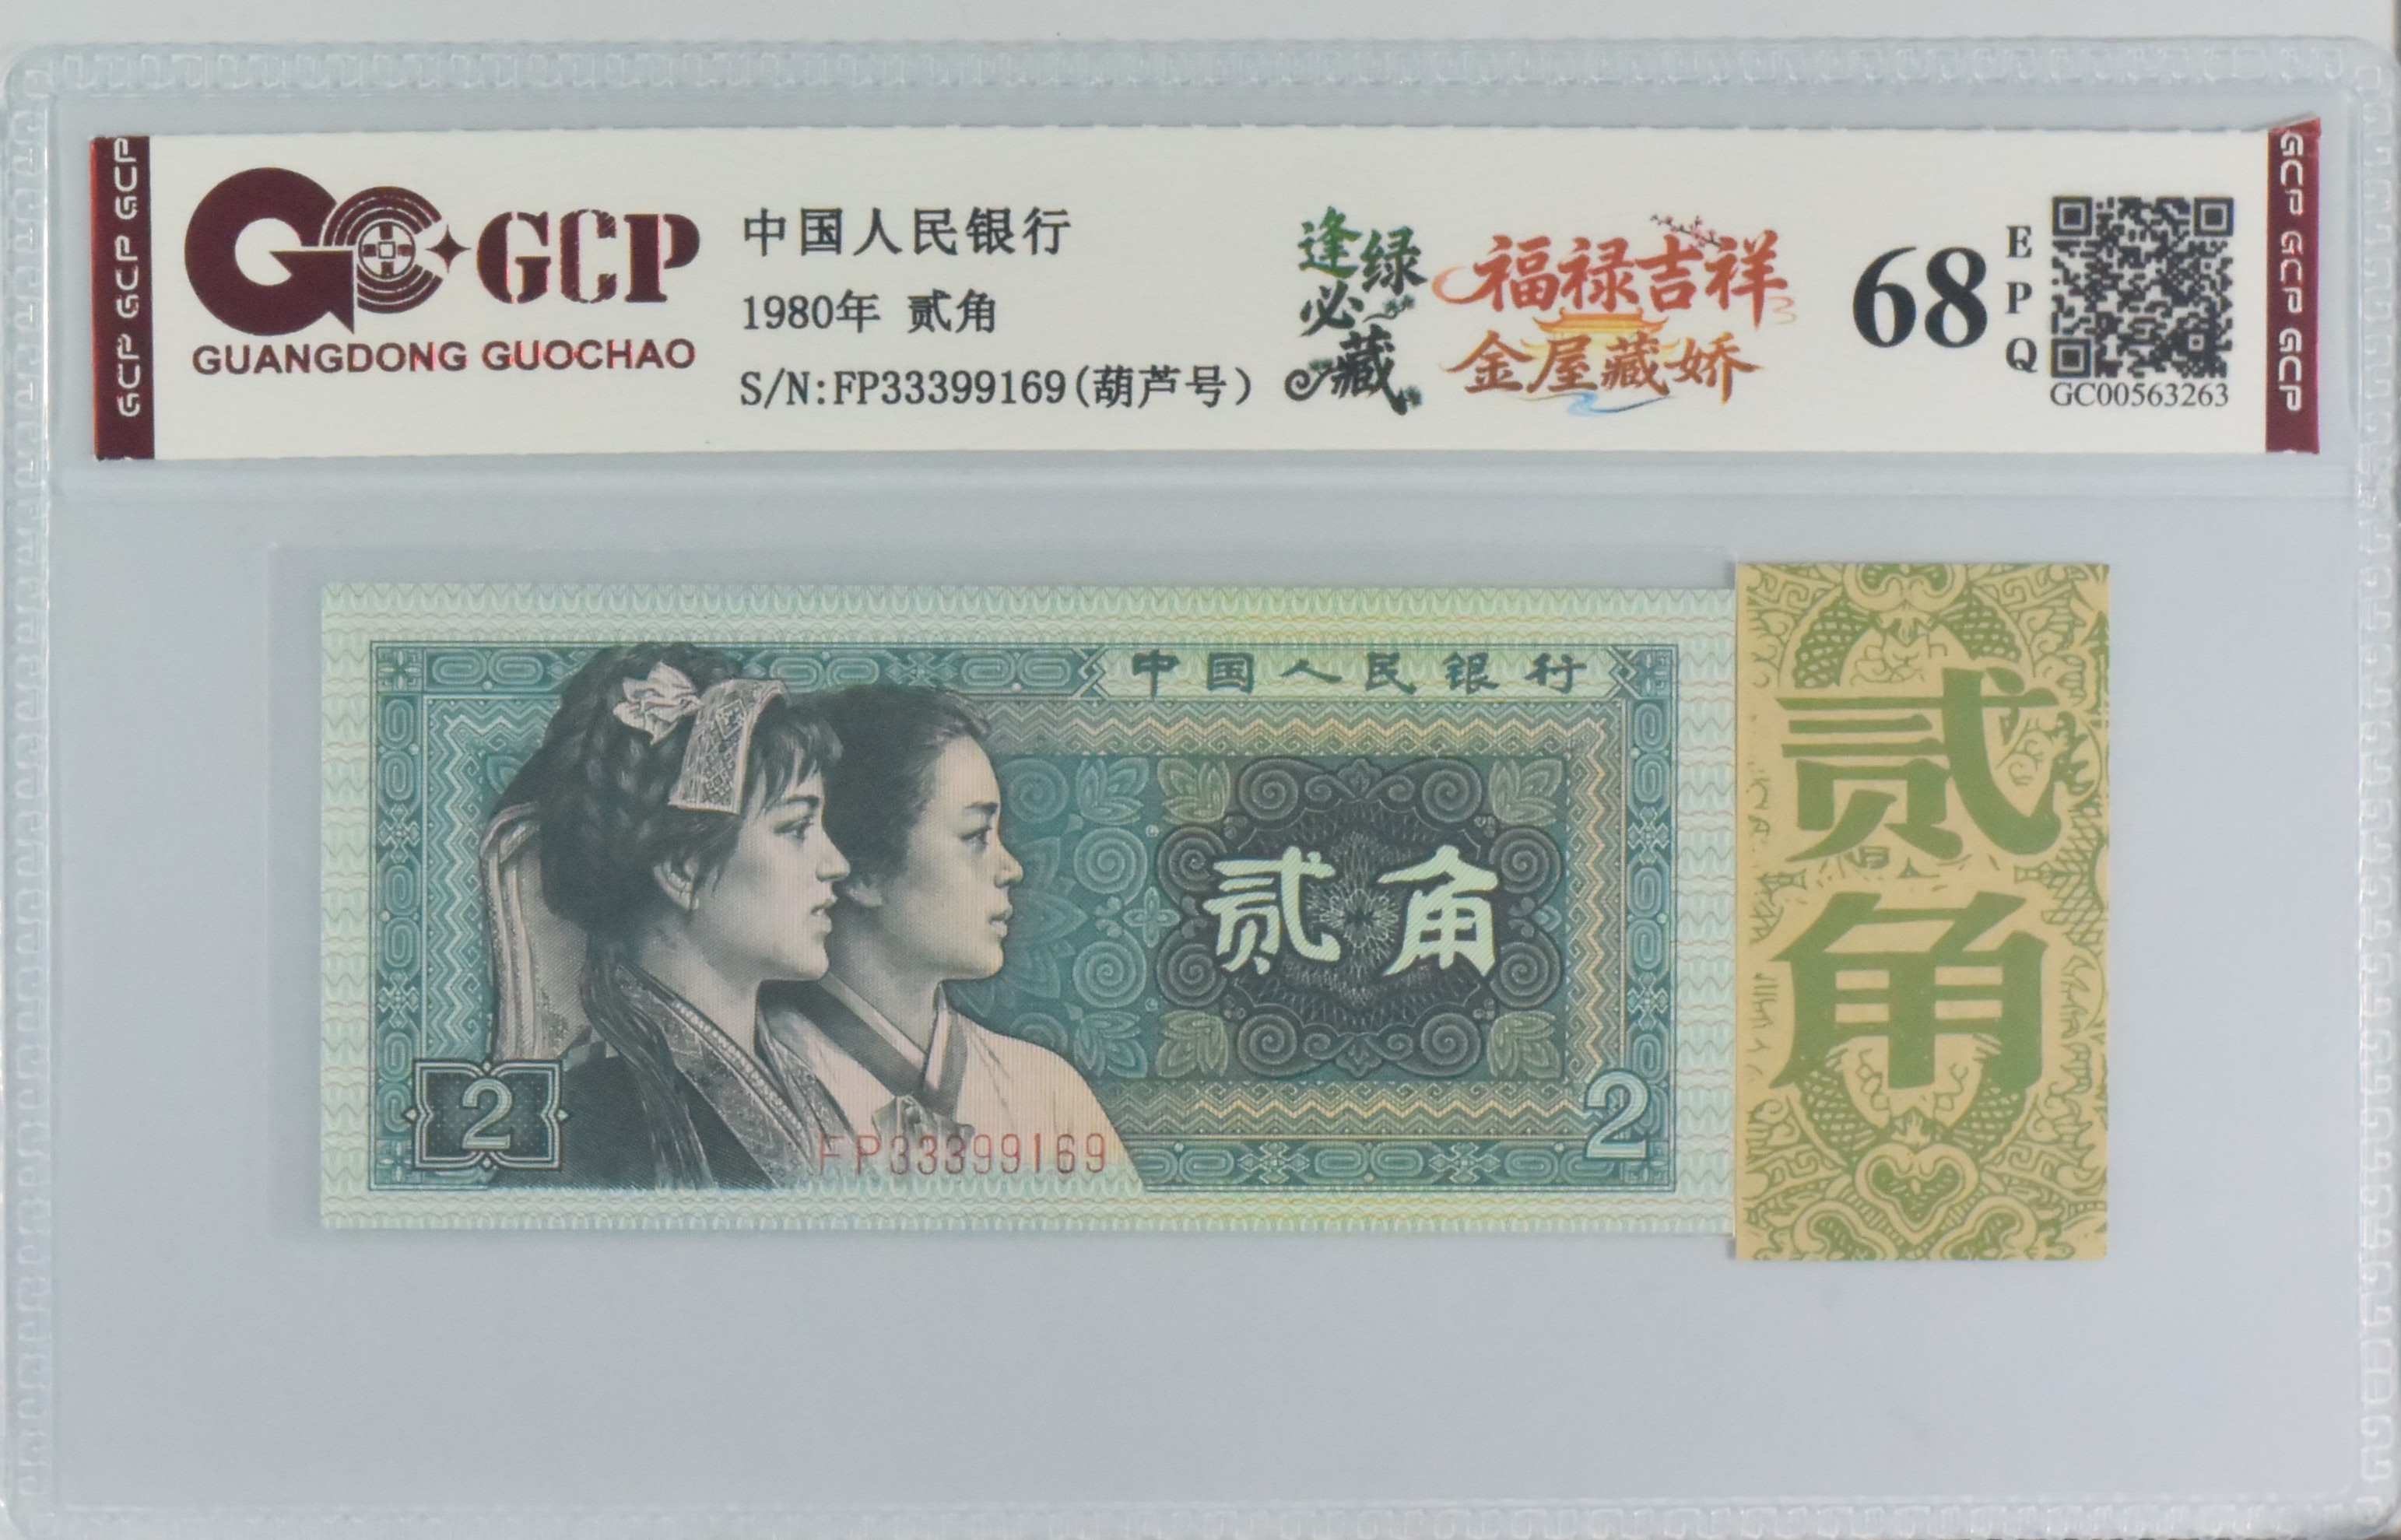 GCP GCP GCP
GCP
GUANGDONG GUOCHAO
中国人民银行
1980年 贰角
S/N:FP33399169(葫芦号)
逢绿
必藏
福禄吉祥
金屋藏娇
68
EPQ
GC00563263
GCP GCP GCP
中国人民银行
贰角
2
2
FP33399169
贰角